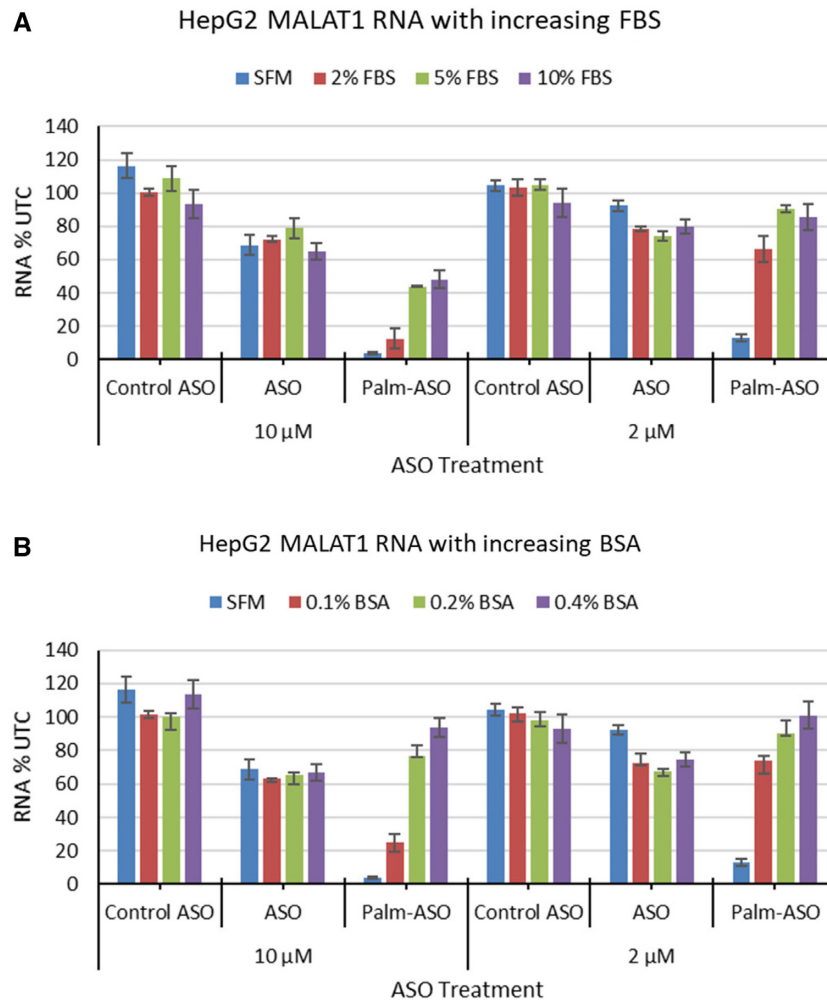 A
HepG2 MALAT1 RNA with increasing FBS
SFM 2% FBS 5% FBS 10% FBS
140
120
100
80
60
40
20
0
RNA % UTC
Control ASO ASO Palm-ASO Control ASO ASO Palm-ASO
10 µM 2 µM
ASO Treatment
B
HepG2 MALAT1 RNA with increasing BSA
SFM 0.1% BSA 0.2% BSA 0.4% BSA
140
120
100
80
60
40
20
0
RNA % UTC
Control ASO ASO Palm-ASO Control ASO ASO Palm-ASO
10 µM 2 µM
ASO Treatment